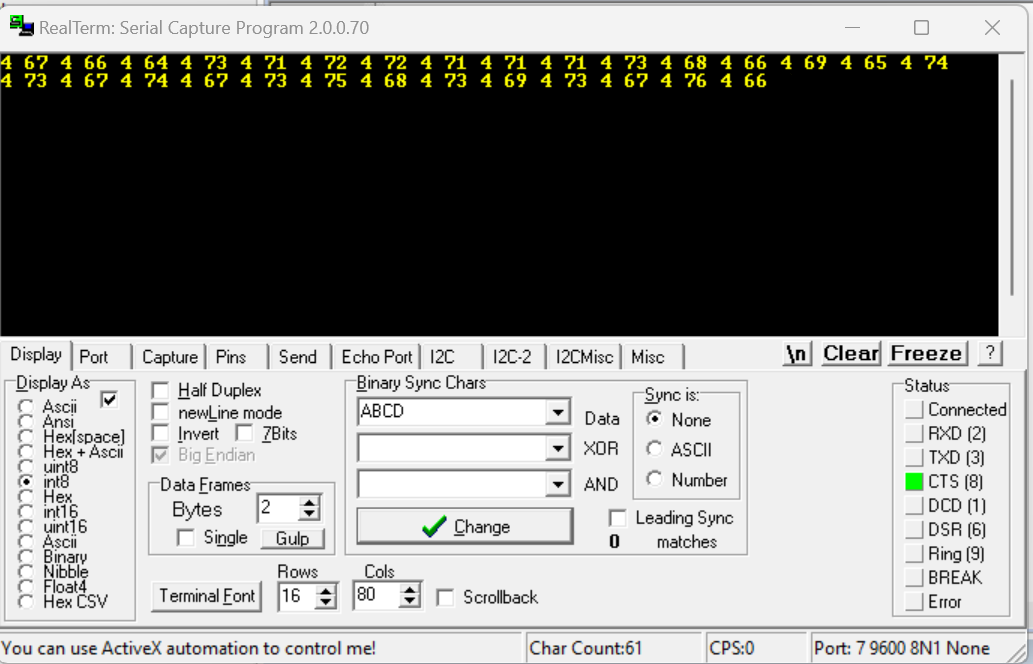 RealTerm: Serial Capture Program 2.0.0.70
4 67 4 66 4 64 4 73 4 71 4 72 4 72 4 71 4 71 4 71 4 73 4 68 4 66 4 69 4 65 4 74
4 73 4 67 4 74 4 67 4 73 4 75 4 68 4 73 4 69 4 73 4 67 4 76 4 66
Display Port Capture Pins Send Echo Port I2C I2C-2 I2CMisc Misc \n Clear Freeze ?
Display As
Ascii
Ansi
Hex[space]
Hex + Ascii
uint8
int8
Hex
int16
uint16
Ascii
Binary
Nibble
Float4
Hex CSV
Half Duplex
newLine mode
Invert 7Bits
Big Endian
Data Frames
Bytes 2
Single Gulp
Terminal Font
Rows
16
Cols
80
Scrollback
Binary Sync Chars
ABCD Data
XOR
AND
Change
Sync is:
None
ASCII
Number
Leading Sync
0 matches
Status
Connected
RXD (2)
TXD (3)
CTS (8)
DCD (1)
DSR (6)
Ring (9)
BREAK
Error
You can use ActiveX automation to control me! Char Count:61 CPS:0 Port: 7 9600 8N1 None